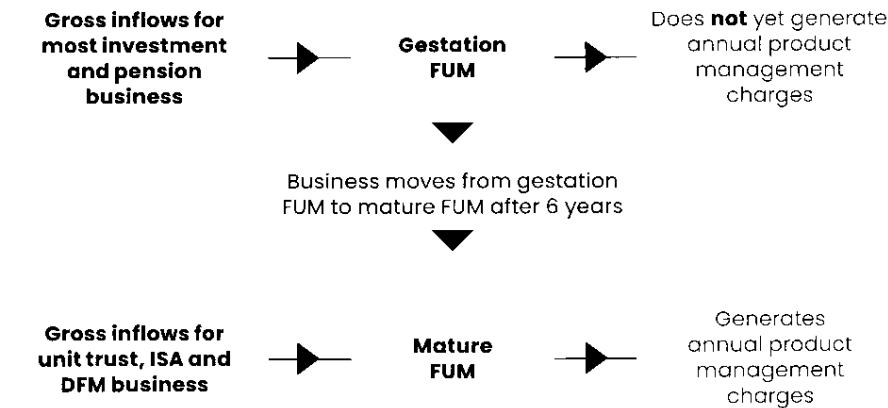 Gross inflows for
most investment
and pension
business
Gestation
FUM
Does not yet generate
annual product
management
charges
Business moves from gestation
FUM to mature FUM after 6 years
Gross inflows for
unit trust, ISA and
DFM business
Mature
FUM
Generates
annual product
management
charges